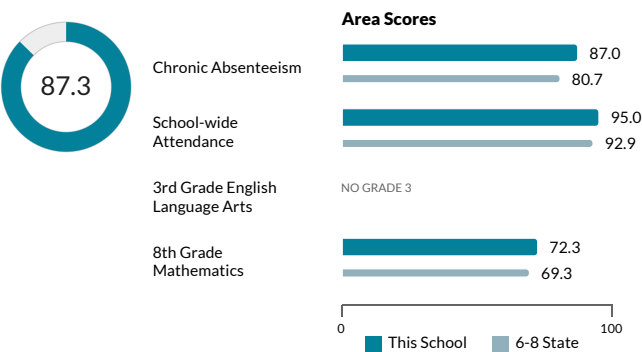 Area Scores
87.3
Chronic Absenteeism
87.0
80.7
School-wide
Attendance
95.0
92.9
3rd Grade English
Language Arts
NO GRADE 3
8th Grade
Mathematics
72.3
69.3
0
100
This School
6-8 State